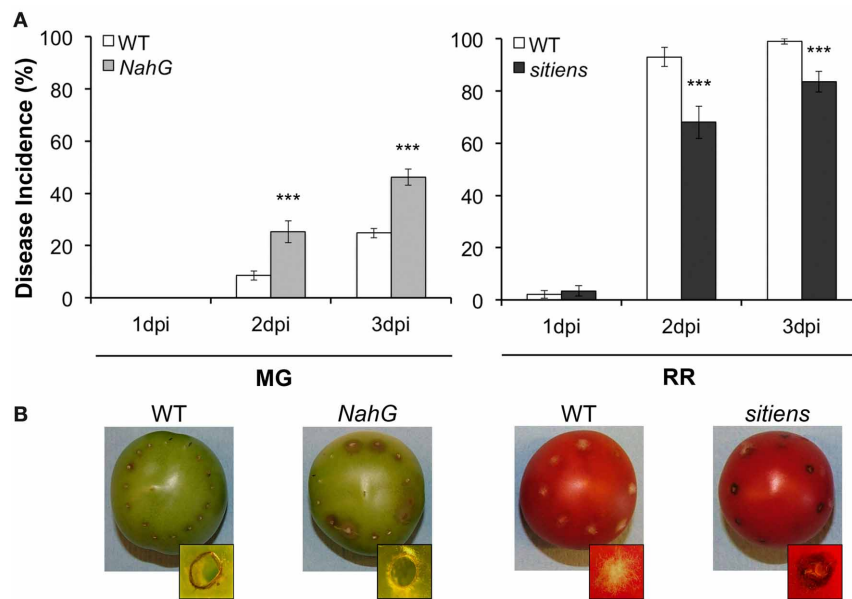 A
WT
NahG
***
***
Disease Incidence (%)
100
80
60
40
20
0
1dpi
2dpi
3dpi
MG
WT
sitiens
***
***
100
80
60
40
20
0
1dpi
2dpi
3dpi
RR
B
WT
NahG
WT
sitiens